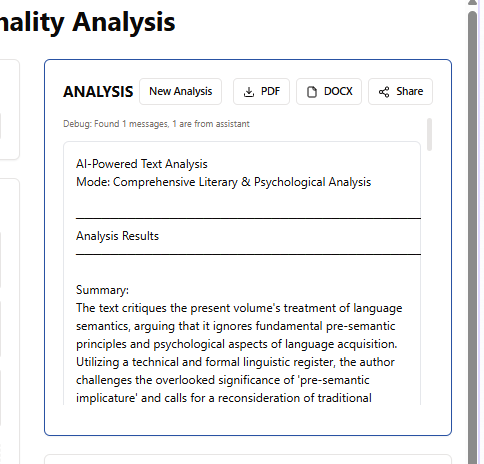 nality Analysis
ANALYSIS New Analysis PDF DOCX Share
Debug: Found 1 messages, 1 are from assistant
AI-Powered Text Analysis
Mode: Comprehensive Literary & Psychological Analysis
Analysis Results
Summary:
The text critiques the present volume's treatment of language
semantics, arguing that it ignores fundamental pre-semantic
principles and psychological aspects of language acquisition.
Utilizing a technical and formal linguistic register, the author
challenges the overlooked significance of 'pre-semantic
implicature' and calls for a reconsideration of traditional